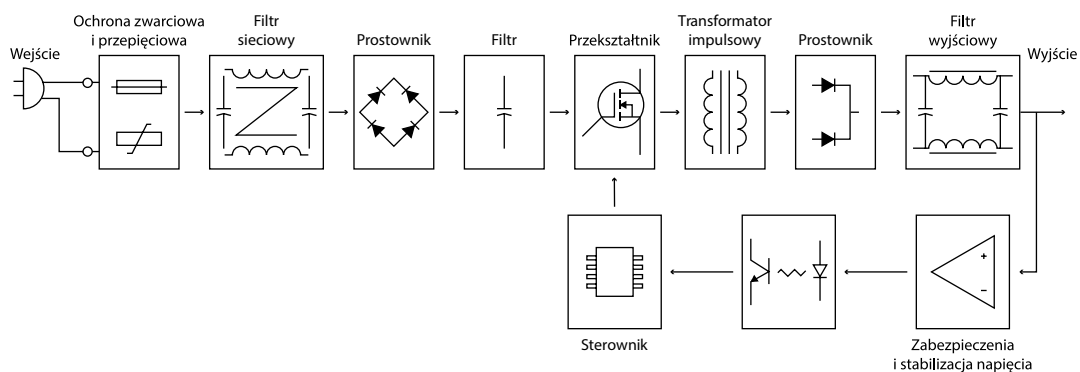 Wejście
Ochrona zwarciowa
i przepięciowa
Filtr
sieciowy
Prostownik
Filtr
Przekształtnik
Transformator
impulsowy
Prostownik
Filtr
wyjściowy
Wyjście
Sterownik
Zabezpieczenia
i stabilizacja napięcia